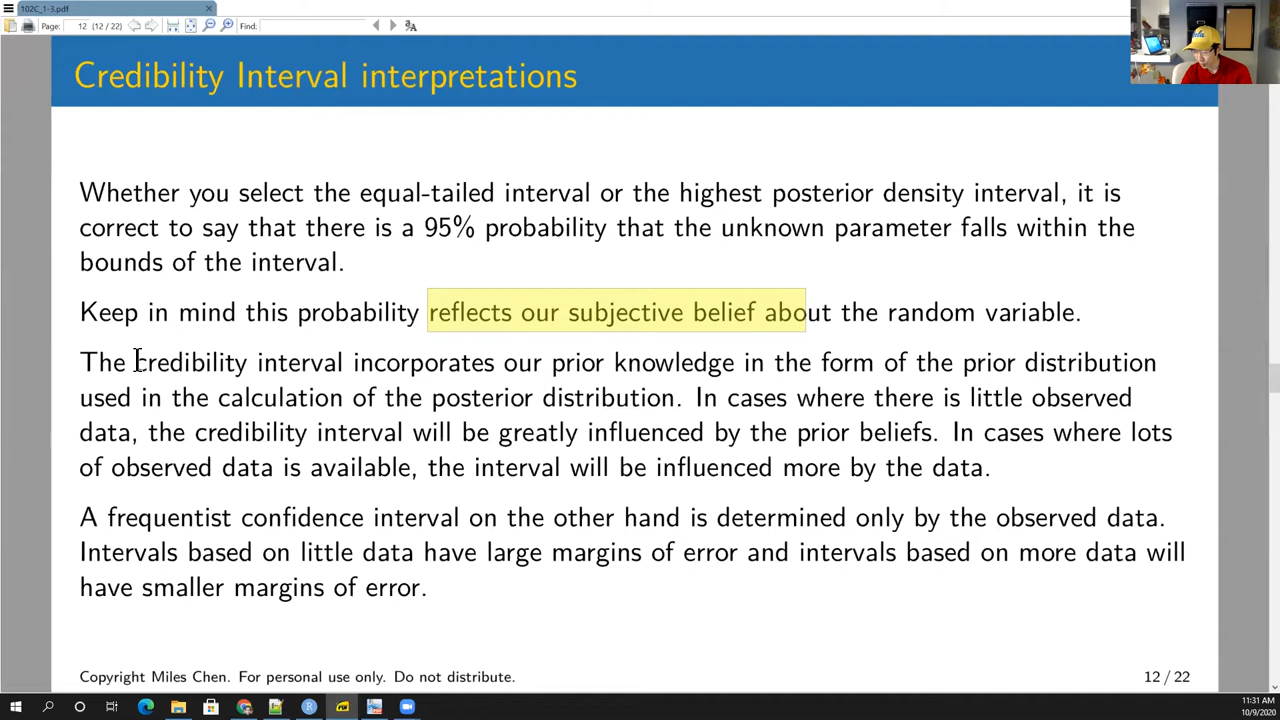 102C_1-3.pdf
Page: 12 (12 / 22) Find:
Credibility Interval interpretations
Whether you select the equal-tailed interval or the highest posterior density interval, it is
correct to say that there is a 95% probability that the unknown parameter falls within the
bounds of the interval.
Keep in mind this probability reflects our subjective belief about the random variable.
The credibility interval incorporates our prior knowledge in the form of the prior distribution
used in the calculation of the posterior distribution. In cases where there is little observed
data, the credibility interval will be greatly influenced by the prior beliefs. In cases where lots
of observed data is available, the interval will be influenced more by the data.
A frequentist confidence interval on the other hand is determined only by the observed data.
Intervals based on little data have large margins of error and intervals based on more data will
have smaller margins of error.
Copyright Miles Chen. For personal use only. Do not distribute. 12 / 22
11:31 AM
10/9/2020